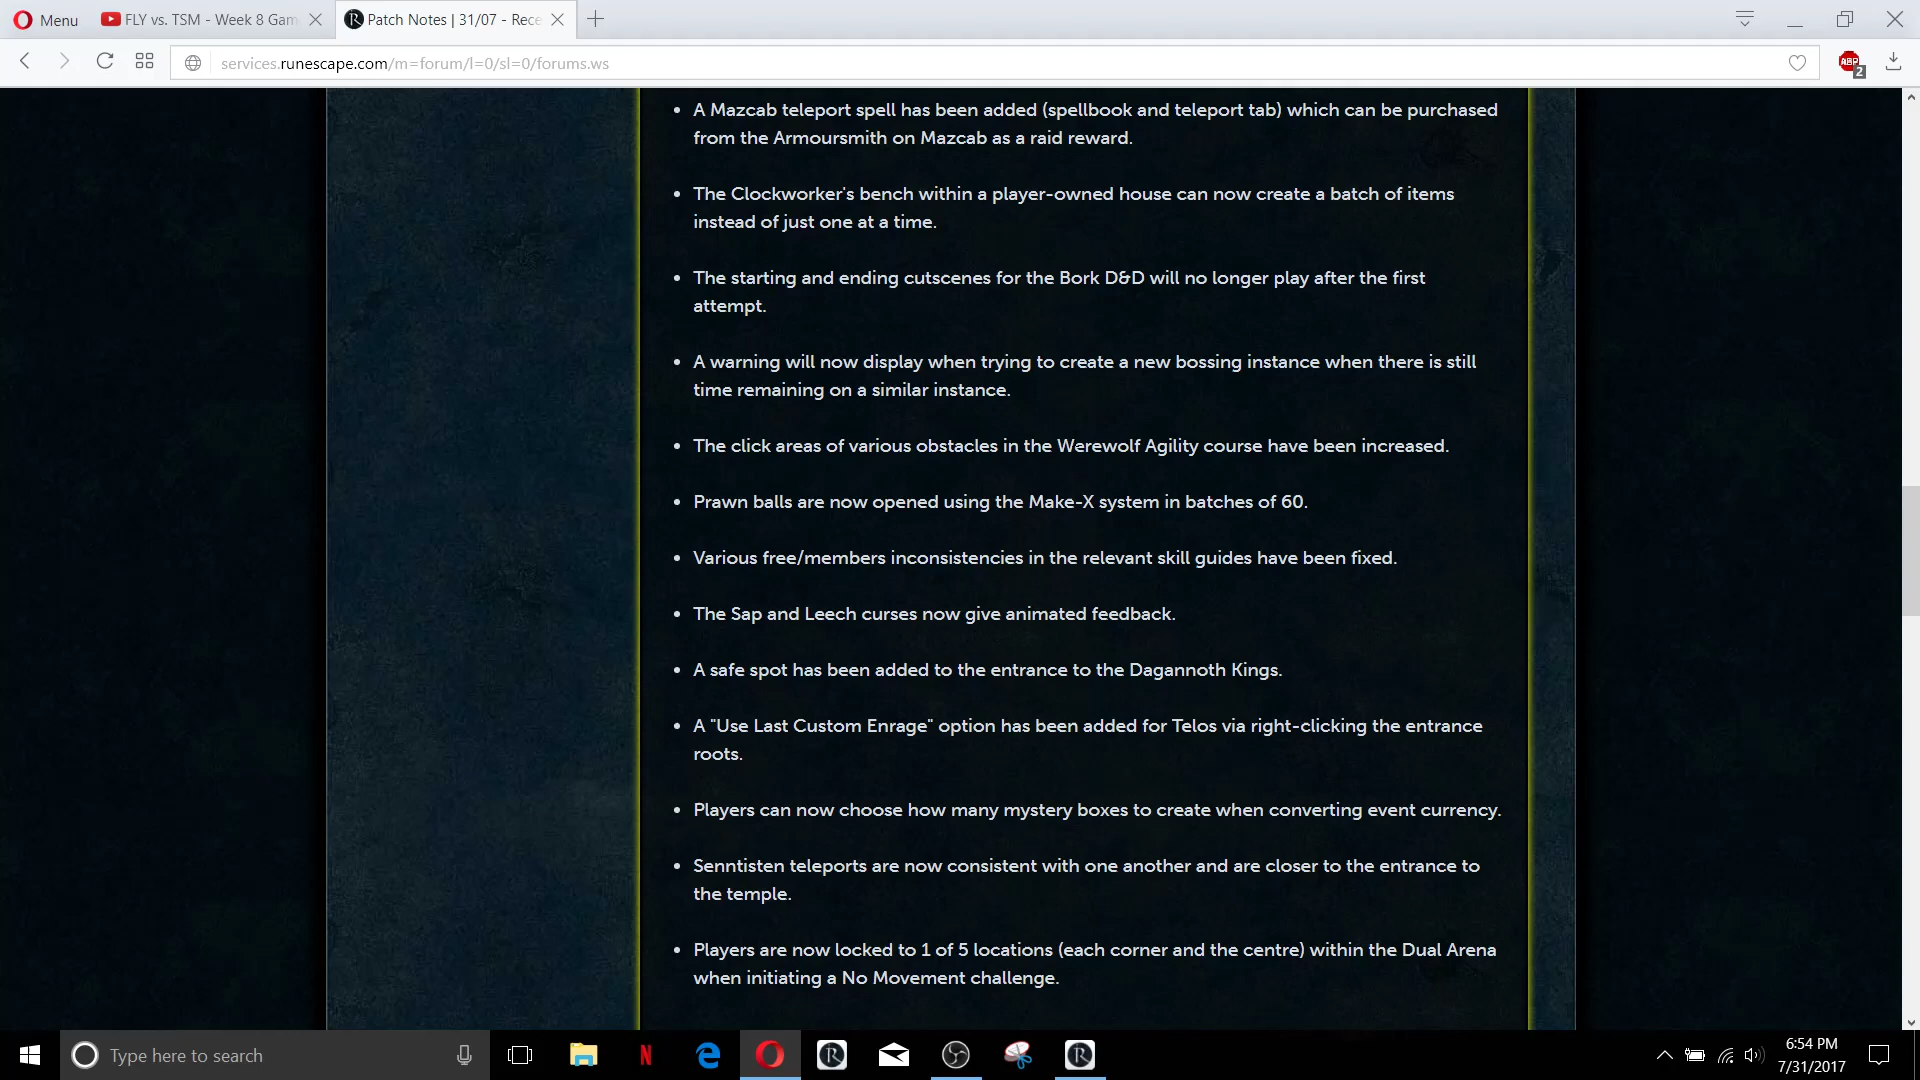 Menu
FLY vs. TSM - Week 8 Gam
Patch Notes | 31/07 - Rece
services.runescape.com/m=forum/l=0/sl=0/forums.ws
ABP
2
• A Mazcab teleport spell has been added (spellbook and teleport tab) which can be purchased
from the Armoursmith on Mazcab as a raid reward.
• The Clockworker's bench within a player-owned house can now create a batch of items
instead of just one at a time.
• The starting and ending cutscenes for the Bork D&D will no longer play after the first
attempt.
• A warning will now display when trying to create a new bossing instance when there is still
time remaining on a similar instance.
• The click areas of various obstacles in the Werewolf Agility course have been increased.
• Prawn balls are now opened using the Make-X system in batches of 60.
• Various free/members inconsistencies in the relevant skill guides have been fixed.
• The Sap and Leech curses now give animated feedback.
• A safe spot has been added to the entrance to the Dagannoth Kings.
• A "Use Last Custom Enrage" option has been added for Telos via right-clicking the entrance
roots.
• Players can now choose how many mystery boxes to create when converting event currency.
• Senntisten teleports are now consistent with one another and are closer to the entrance to
the temple.
• Players are now locked to 1 of 5 locations (each corner and the centre) within the Dual Arena
when initiating a No Movement challenge.
Type here to search
6:54 PM
7/31/2017